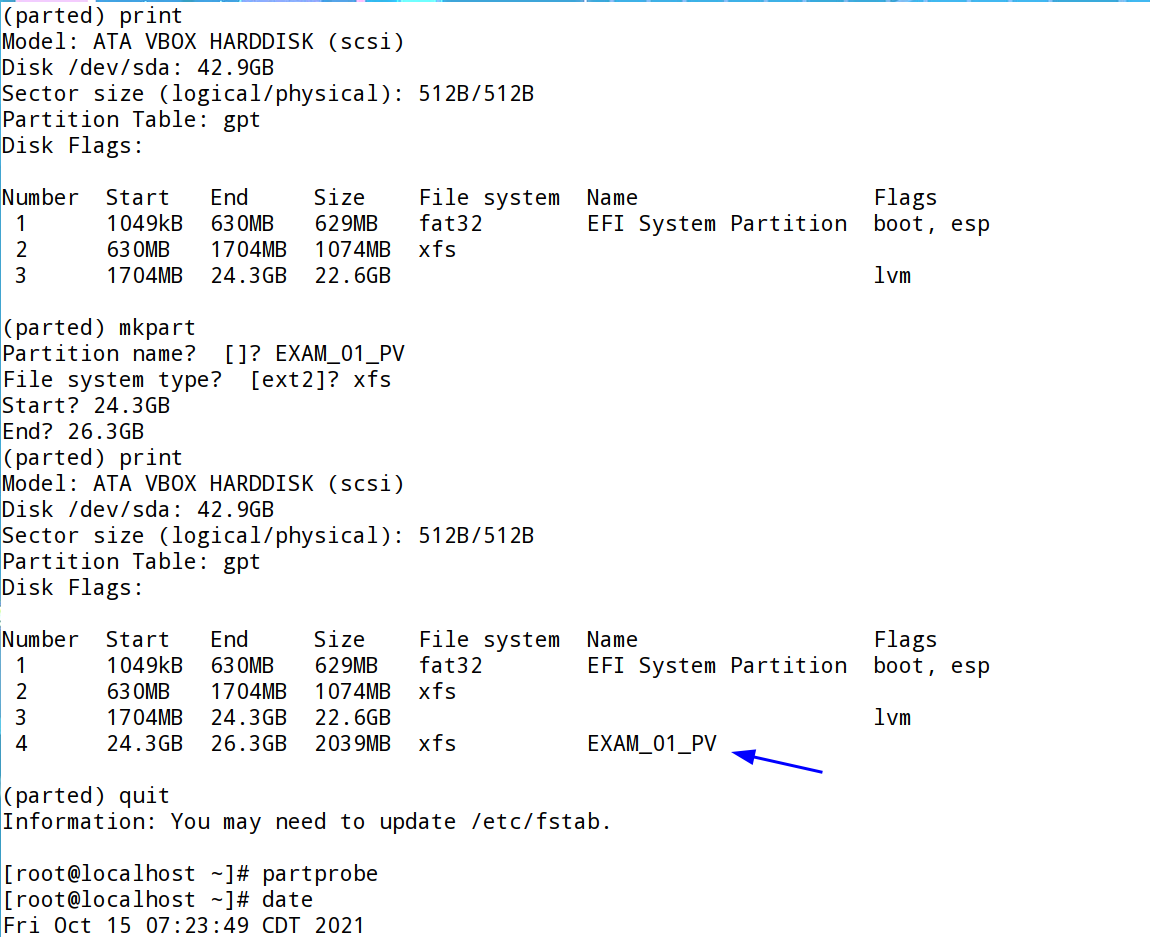 (parted) print
Model: ATA VBOX HARDDISK (scsi)
Disk /dev/sda: 42.9GB
Sector size (logical/physical): 512B/512B
Partition Table: gpt
Disk Flags:
Number  Start   End     Size    File system  Name                  Flags
 1      1049kB  630MB   629MB   fat32        EFI System Partition  boot, esp
 2      630MB   1704MB  1074MB  xfs
 3      1704MB  24.3GB  22.6GB                                     lvm
(parted) mkpart
Partition name?  []? EXAM_01_PV
File system type?  [ext2]? xfs
Start? 24.3GB
End? 26.3GB
(parted) print
Model: ATA VBOX HARDDISK (scsi)
Disk /dev/sda: 42.9GB
Sector size (logical/physical): 512B/512B
Partition Table: gpt
Disk Flags:
Number  Start   End     Size    File system  Name                  Flags
 1      1049kB  630MB   629MB   fat32        EFI System Partition  boot, esp
 2      630MB   1704MB  1074MB  xfs
 3      1704MB  24.3GB  22.6GB                                     lvm
 4      24.3GB  26.3GB  2039MB  xfs          EXAM_01_PV
(parted) quit
Information: You may need to update /etc/fstab.
[root@localhost ~]# partprobe
[root@localhost ~]# date
Fri Oct 15 07:23:49 CDT 2021